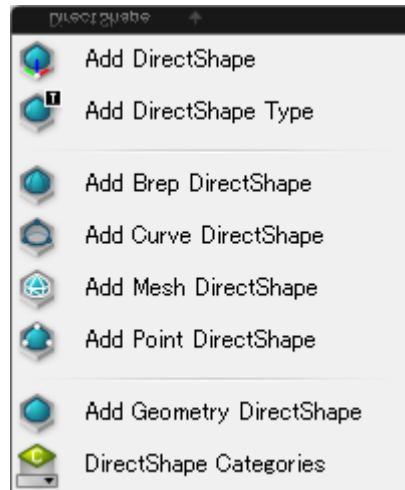 DirectShape +
Add DirectShape
T
Add DirectShape Type
Add Brep DirectShape
Add Curve DirectShape
Add Mesh DirectShape
Add Point DirectShape
Add Geometry DirectShape
C
DirectShape Categories